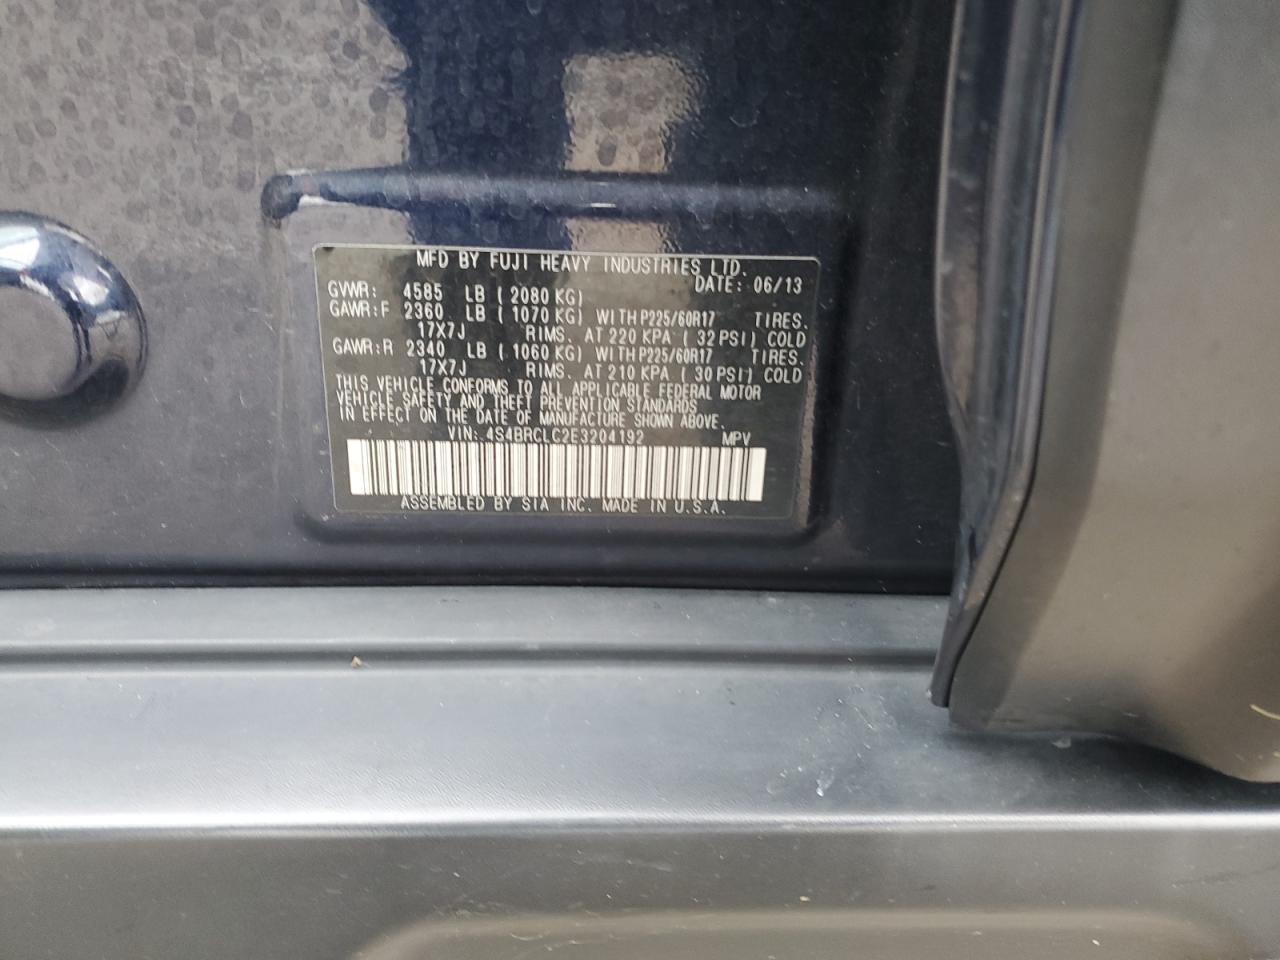 MFD BY FUJI HEAVY INDUSTRIES LTD.
DATE: 06/13
GVWR: 4585 LB (2080 KG)
GAWR:F 2360 LB (1070 KG) WITH P225/60R17 TIRES.
17X7J RIMS. AT 220 KPA (32 PSI) COLD
GAWR:R 2340 LB (1060 KG) WITH P225/60R17 TIRES.
17X7J RIMS. AT 210 KPA (30 PSI) COLD
THIS VEHICLE CONFORMS TO ALL APPLICABLE FEDERAL MOTOR
VEHICLE SAFETY AND THEFT PREVENTION STANDARDS
IN EFFECT ON THE DATE OF MANUFACTURE SHOWN ABOVE.
VIN: 4S4BRCLC2E3204192 MPV
ASSEMBLED BY SIA INC. MADE IN U.S.A.